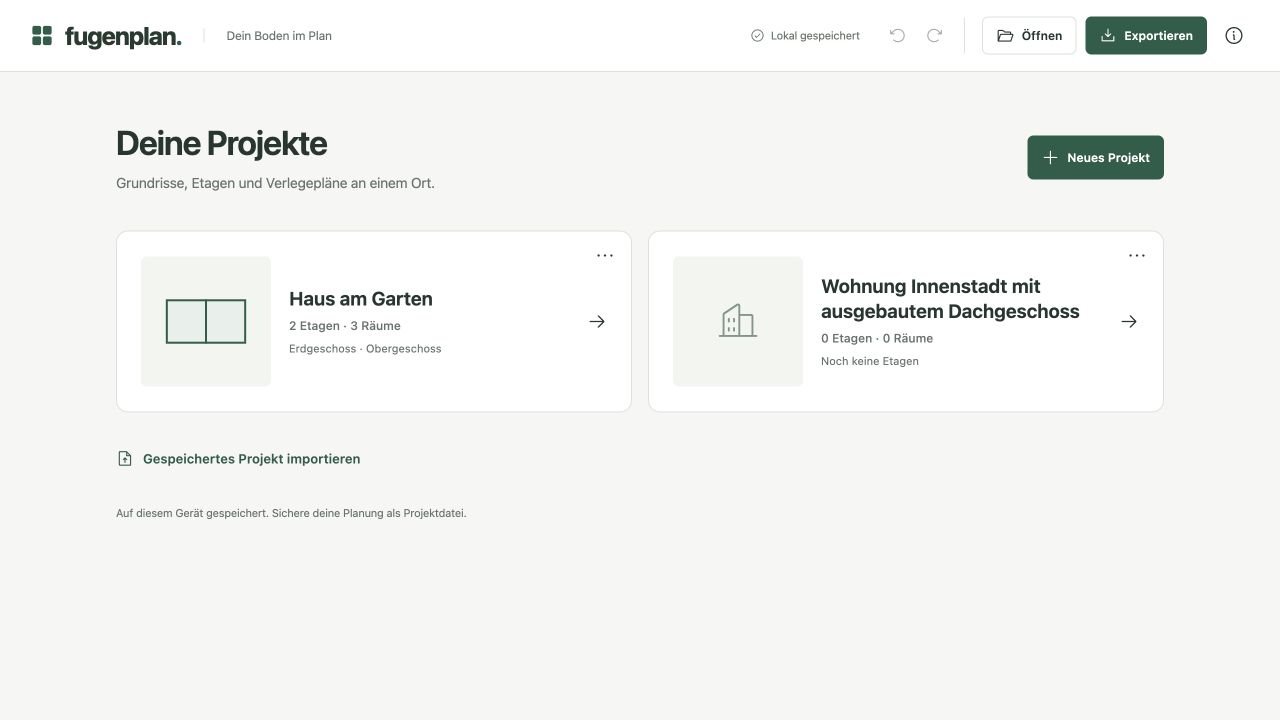 fugenplan.
Dein Boden im Plan
Lokal gespeichert
Öffnen
Exportieren
Deine Projekte
Grundrisse, Etagen und Verlegepläne an einem Ort.
Neues Projekt
Haus am Garten
2 Etagen · 3 Räume
Erdgeschoss · Obergeschoss
Wohnung Innenstadt mit
ausgebautem Dachgeschoss
0 Etagen · 0 Räume
Noch keine Etagen
Gespeichertes Projekt importieren
Auf diesem Gerät gespeichert. Sichere deine Planung als Projektdatei.